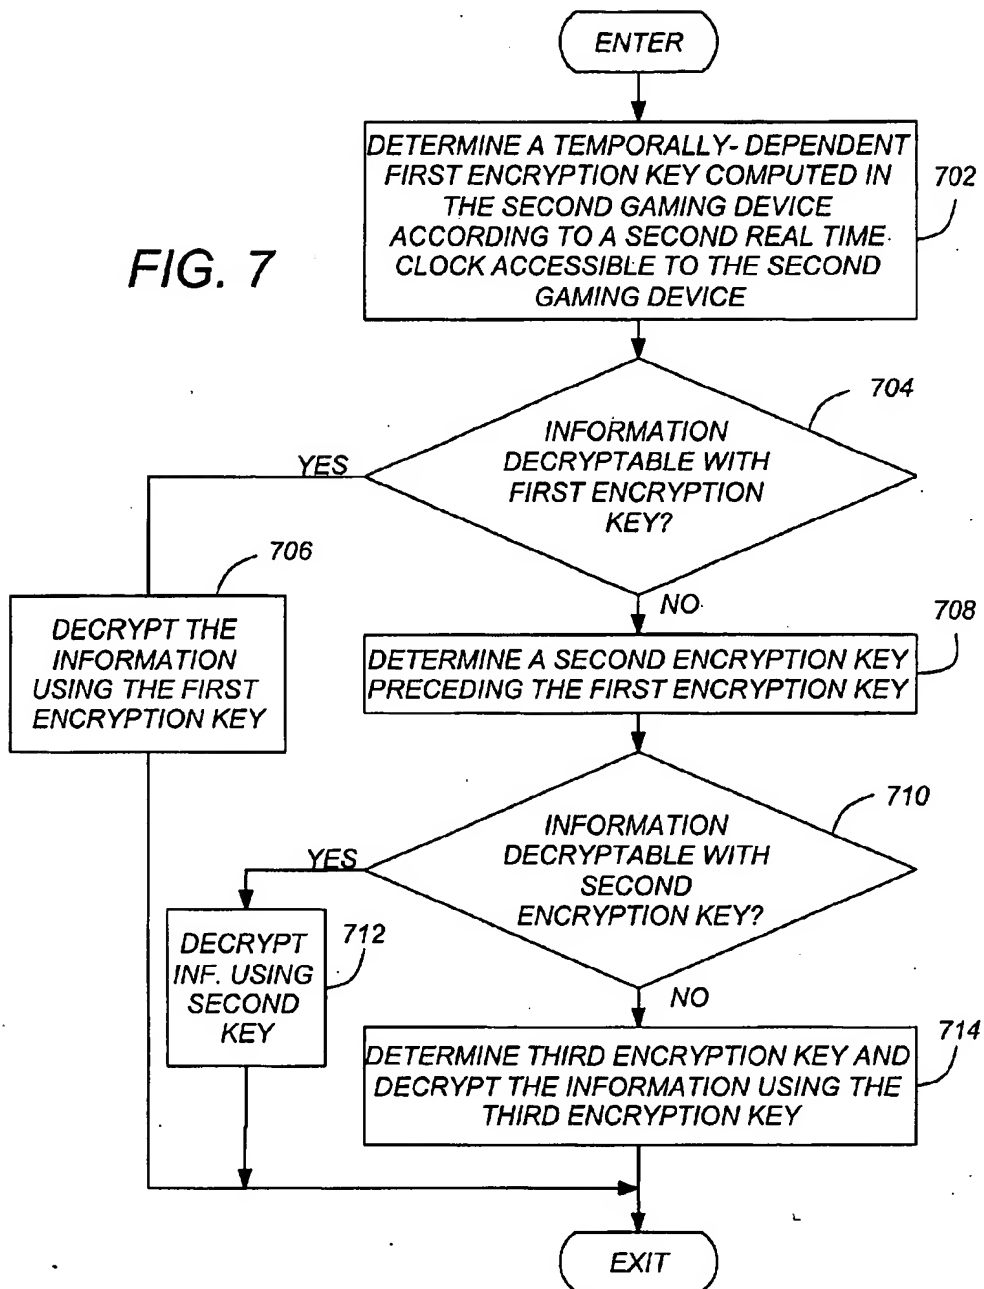 ENTER
DETERMINE A TEMPORALLY- DEPENDENT
FIRST ENCRYPTION KEY COMPUTED IN
THE SECOND GAMING DEVICE
ACCORDING TO A SECOND REAL TIME
CLOCK ACCESSIBLE TO THE SECOND
GAMING DEVICE
702
FIG. 7
704
INFORMATION
DECRYPTABLE WITH
FIRST ENCRYPTION
KEY?
YES
706
DECRYPT THE
INFORMATION
USING THE FIRST
ENCRYPTION KEY
NO
708
DETERMINE A SECOND ENCRYPTION KEY
PRECEDING THE FIRST ENCRYPTION KEY
710
INFORMATION
DECRYPTABLE WITH
SECOND
ENCRYPTION KEY?
YES
712
DECRYPT
INF. USING
SECOND
KEY
NO
714
DETERMINE THIRD ENCRYPTION KEY AND
DECRYPT THE INFORMATION USING THE
THIRD ENCRYPTION KEY
EXIT